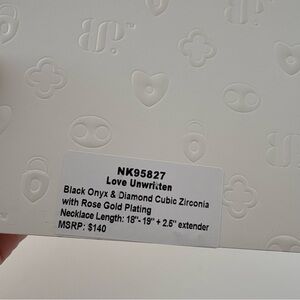 NK95827
Love Unwritten
Black Onyx & Diamond Cubic Zirconia
with Rose Gold Plating
Necklace Length: 18"- 19" + 2.5" extender
MSRP: $140